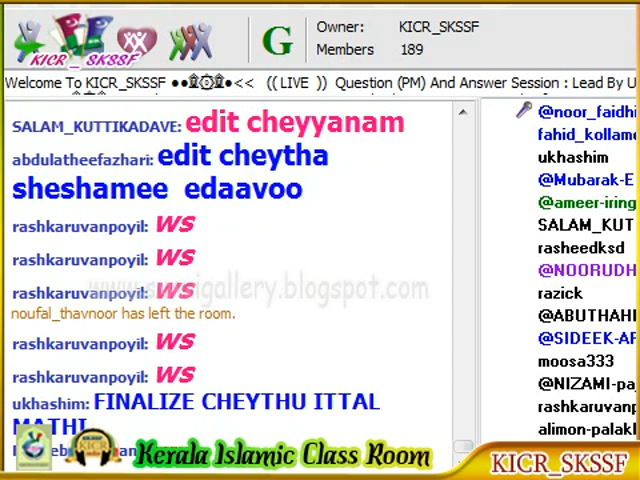 KICR_SKSSF
G
Owner: KICR_SKSSF
Members 189
Welcome To KICR_SKSSF ●●۩۞۩●<< ((LIVE )) Question (PM) And Answer Session : Lead By U
SALAM_KUTTIKADAVE: edit cheyyanam
abdulatheefazhari: edit cheytha
sheshamee edaavoo
rashkaruvanpoyil: ws
rashkaruvanpoyil: ws
rashkaruvanpoyil: ws
noufal_thavnoor has left the room.
rashkaruvanpoyil: ws
rashkaruvanpoyil: ws
ukhashim: FINALIZE CHEYTHU ITTAL
MATHI
@noor_faidhi
fahid_kollam
ukhashim
@Mubarak-E
@ameer-iring
SALAM_KUT
rasheedksd
@NOORUDH
razick
@ABUTHAHI
@SIDEEK-AF
moosa333
@NIZAMI-pa
rashkaruvanp
alimon-palakl
KICR
Kerala Islamic Class Room
KICR_SKSSF